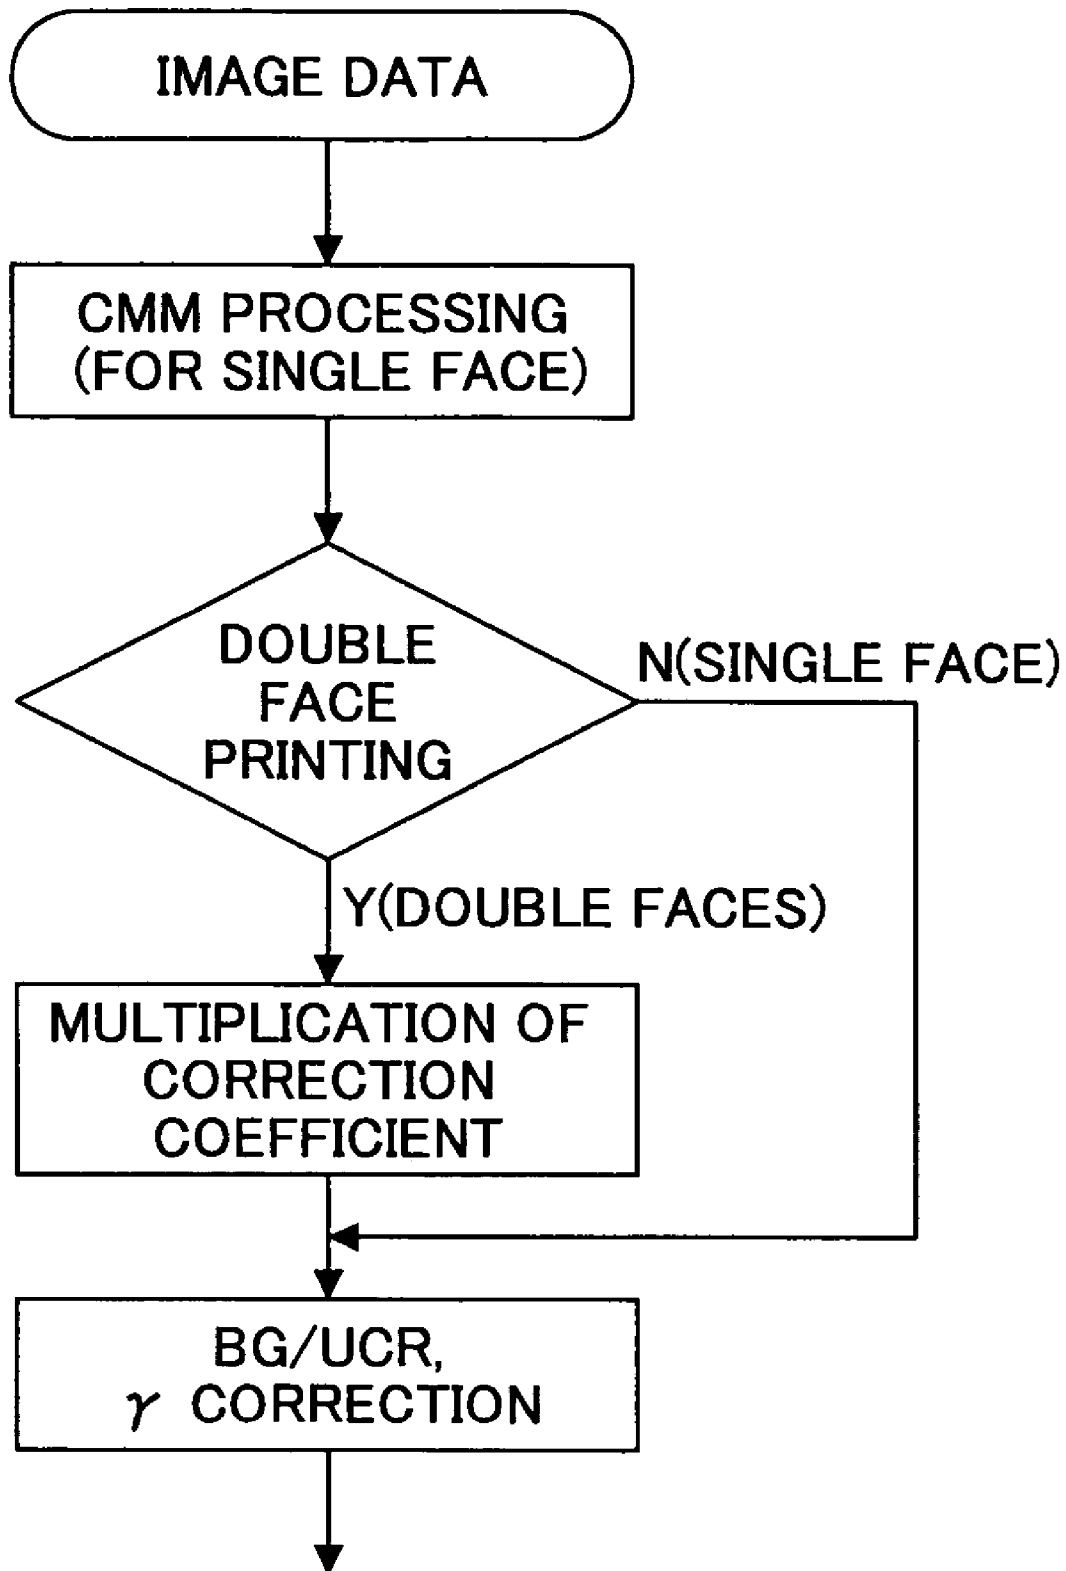 IMAGE DATA
CMM PROCESSING
(FOR SINGLE FACE)
DOUBLE
FACE
PRINTING
N(SINGLE FACE)
Y(DOUBLE FACES)
MULTIPLICATION OF
CORRECTION
COEFFICIENT
BG/UCR,
γ CORRECTION